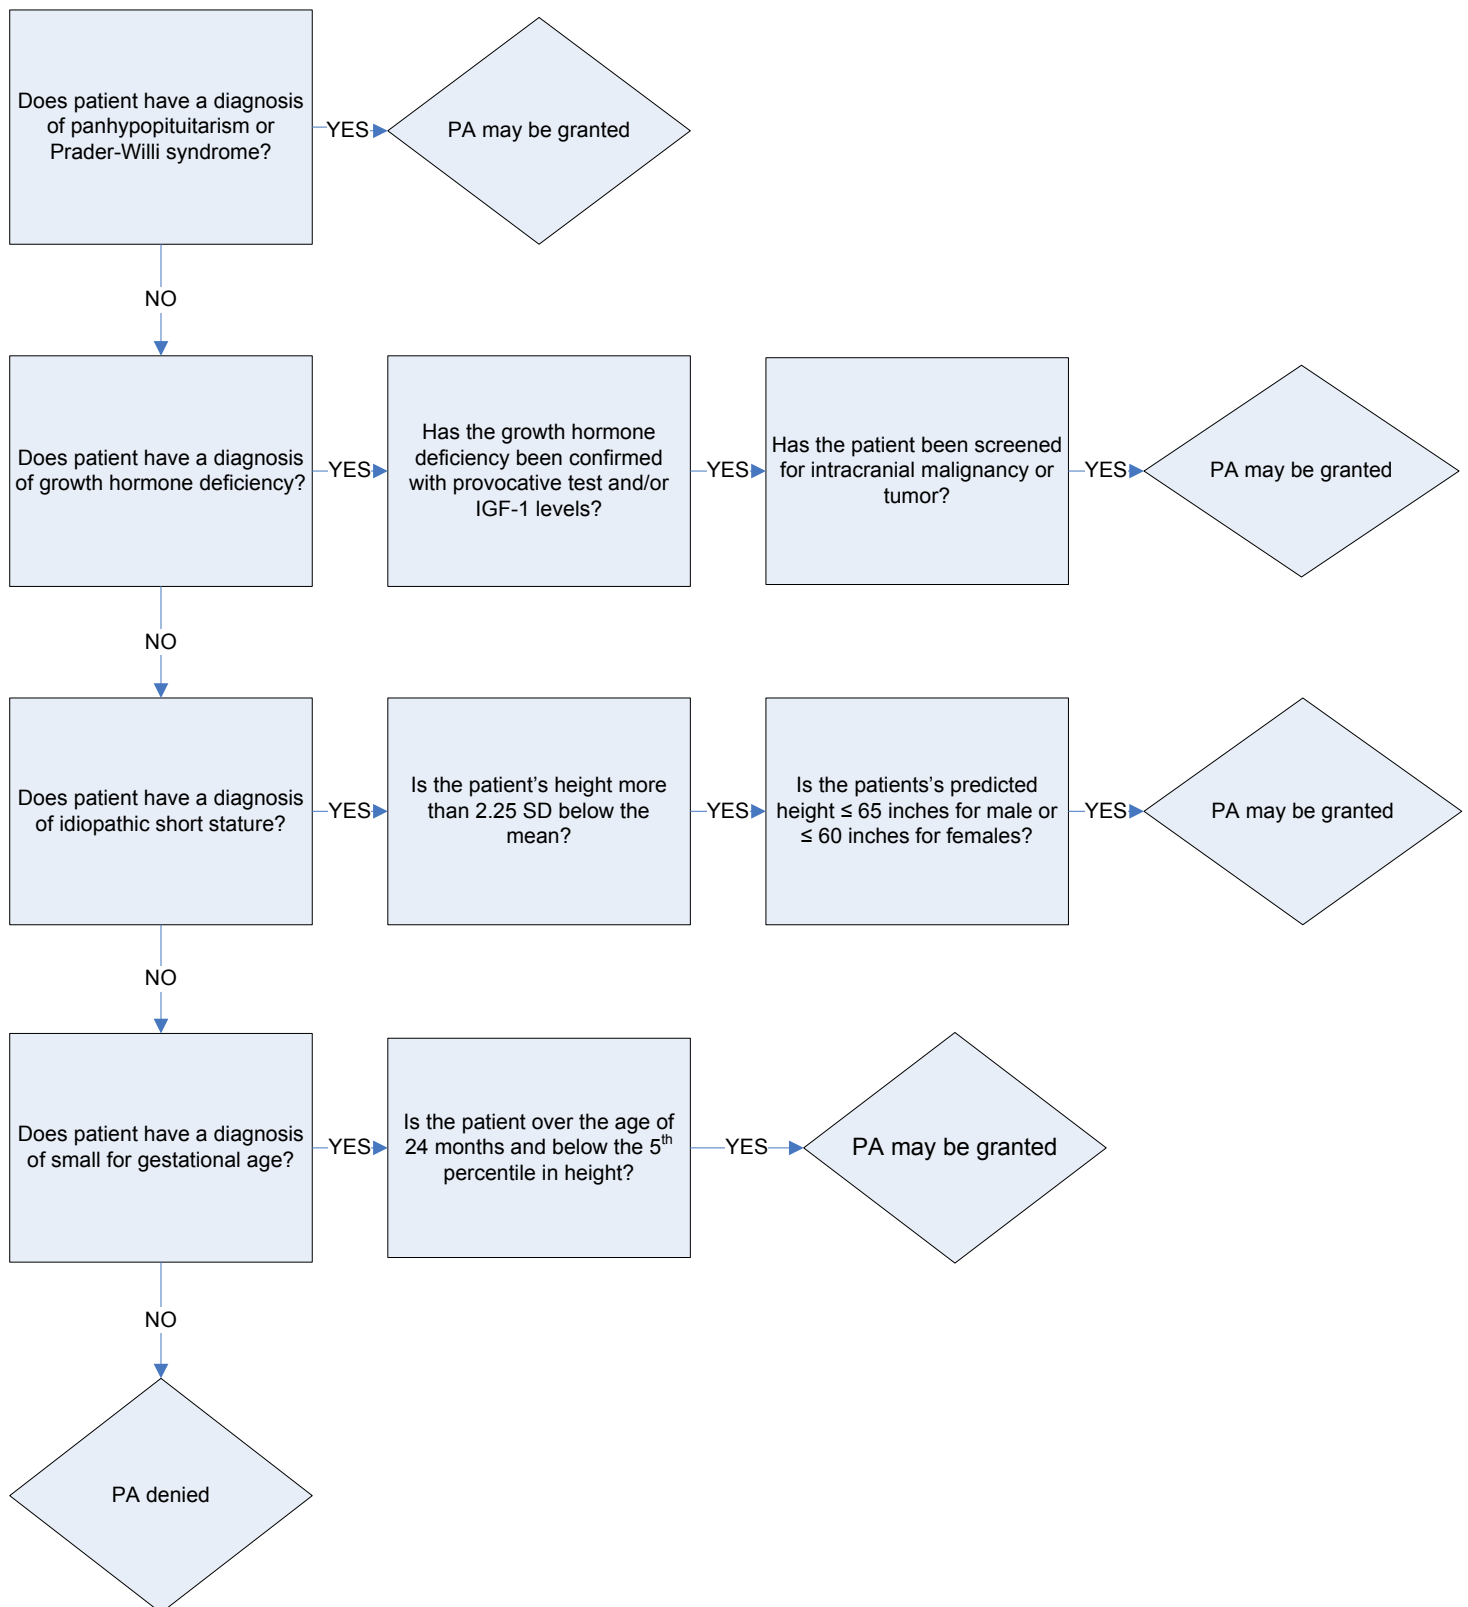 Does patient have a diagnosis
of panhypopituitarism or
Prader-Willi syndrome?
YES
PA may be granted
NO
Does patient have a diagnosis
of growth hormone deficiency?
YES
Has the growth hormone
deficiency been confirmed
with provocative test and/or
IGF-1 levels?
YES
Has the patient been screened
for intracranial malignancy or
tumor?
YES
PA may be granted
NO
Does patient have a diagnosis
of idiopathic short stature?
YES
Is the patient’s height more
than 2.25 SD below the
mean?
YES
Is the patients’s predicted
height ≤ 65 inches for male or
≤ 60 inches for females?
YES
PA may be granted
NO
Does patient have a diagnosis
of small for gestational age?
YES
Is the patient over the age of
24 months and below the 5th
percentile in height?
YES
PA may be granted
NO
PA denied